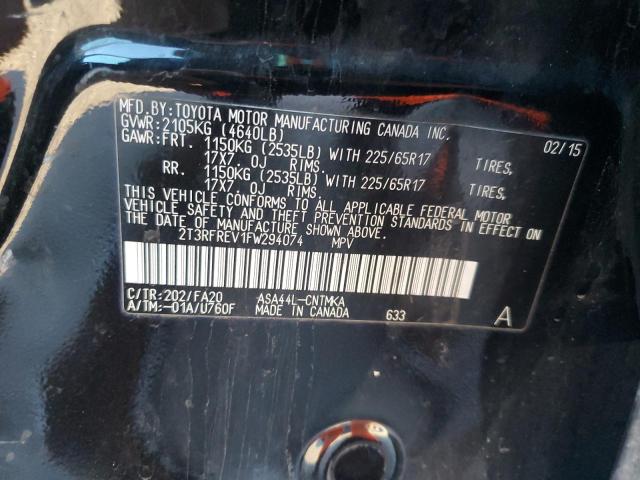 MFD.BY:TOYOTA MOTOR MANUFACTURING CANADA INC.
GVWR:2105KG (4640LB) 02/15
GAWR:FRT. 1150KG (2535LB) WITH 225/65R17 TIRES,
17X7.0J RIMS.
RR. 1150KG (2535LB) WITH 225/65R17 TIRES,
17X7.0J RIMS.
THIS VEHICLE CONFORMS TO ALL APPLICABLE FEDERAL MOTOR
VEHICLE SAFETY AND THEFT PREVENTION STANDARDS IN EFFECT ON
THE DATE OF MANUFACTURE SHOWN ABOVE.
2T3RFREV1FW294074 MPV
C/TR:202/FA20 ASA44L-CNTMKA
A/TM:-01A/U760F MADE IN CANADA 633 A